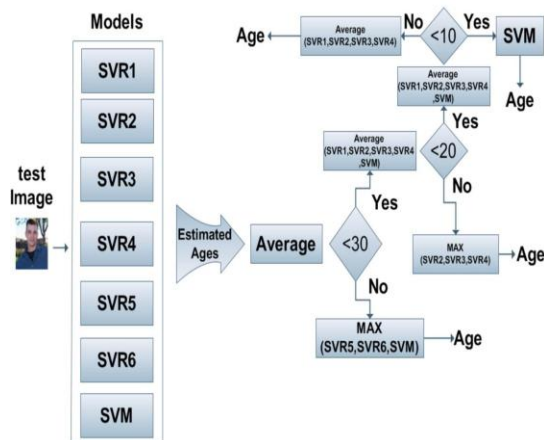 Models
SVR1
SVR2
SVR3
SVR4
SVR5
SVR6
SVM
test
Image
Estimated
Ages
Average
<30
Yes
No
MAX
(SVR5,SVR6,SVM)
Age
Average
(SVR1,SVR2,SVR3,SVR4
,SVM)
<20
Yes
No
MAX
(SVR2,SVR3,SVR4)
Age
Average
(SVR1,SVR2,SVR3,SVR4
,SVM)
<10
Yes
No
SVM
Age
Average
(SVR1,SVR2,SVR3,SVR4)
Age